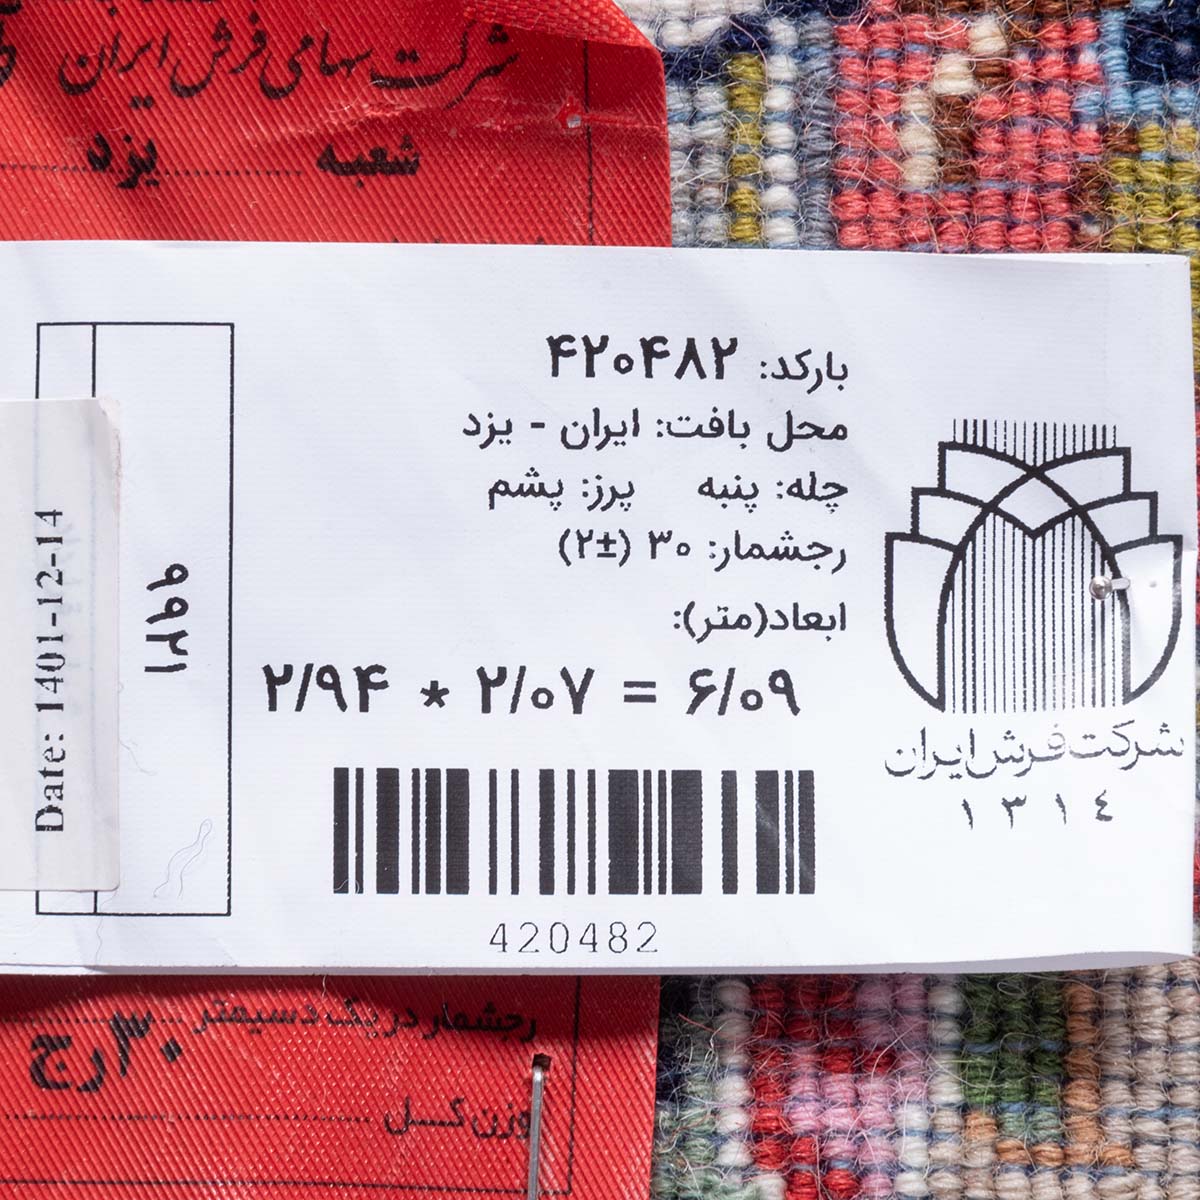 شرکت سهامی فرش ایران
شعبه ............ یزد
بارکد: ۴۲۰۴۸۲
محل بافت: ایران - یزد
چله: پنبه پرز: پشم
رجشمار: ۳۰ (±۲)
ابعاد(متر):
۲/۹۴ * ۲/۰۷ = ۶/۰۹
420482
شرکت فرش ایران
١٣١٤
۹۹۲۱
Date: 1401-12-14
رجشمار در یک دسیمتر ۳۰ رج
وزن کل